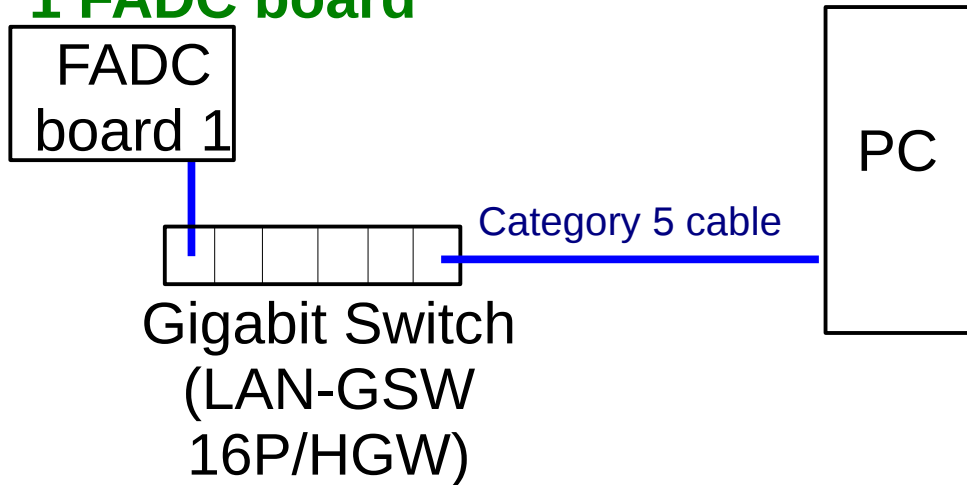 1 FADC board
FADC
board 1
PC
Category 5 cable
Gigabit Switch
(LAN-GSW
16P/HGW)